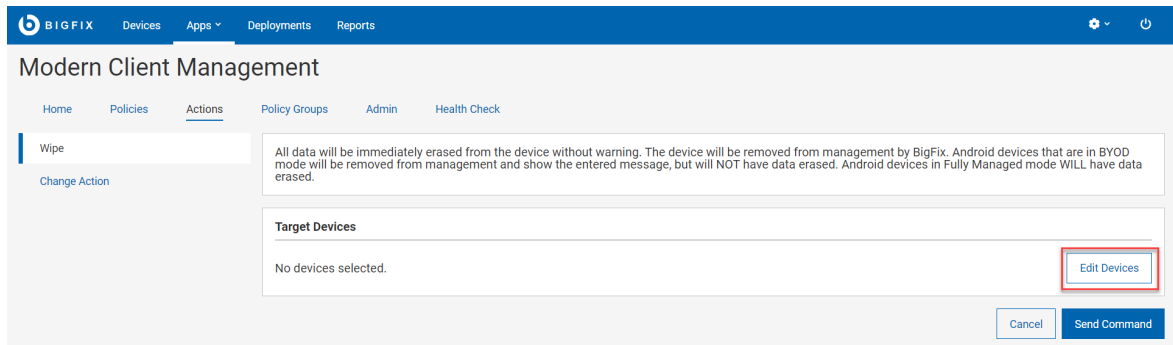 BIGFIX Devices Apps Deployments Reports
Modern Client Management
Home Policies Actions Policy Groups Admin Health Check
Wipe
Change Action
All data will be immediately erased from the device without warning. The device will be removed from management by BigFix. Android devices that are in BYOD
mode will be removed from management and show the entered message, but will NOT have data erased. Android devices in Fully Managed mode WILL have data
erased.
Target Devices
No devices selected.
Edit Devices
Cancel Send Command